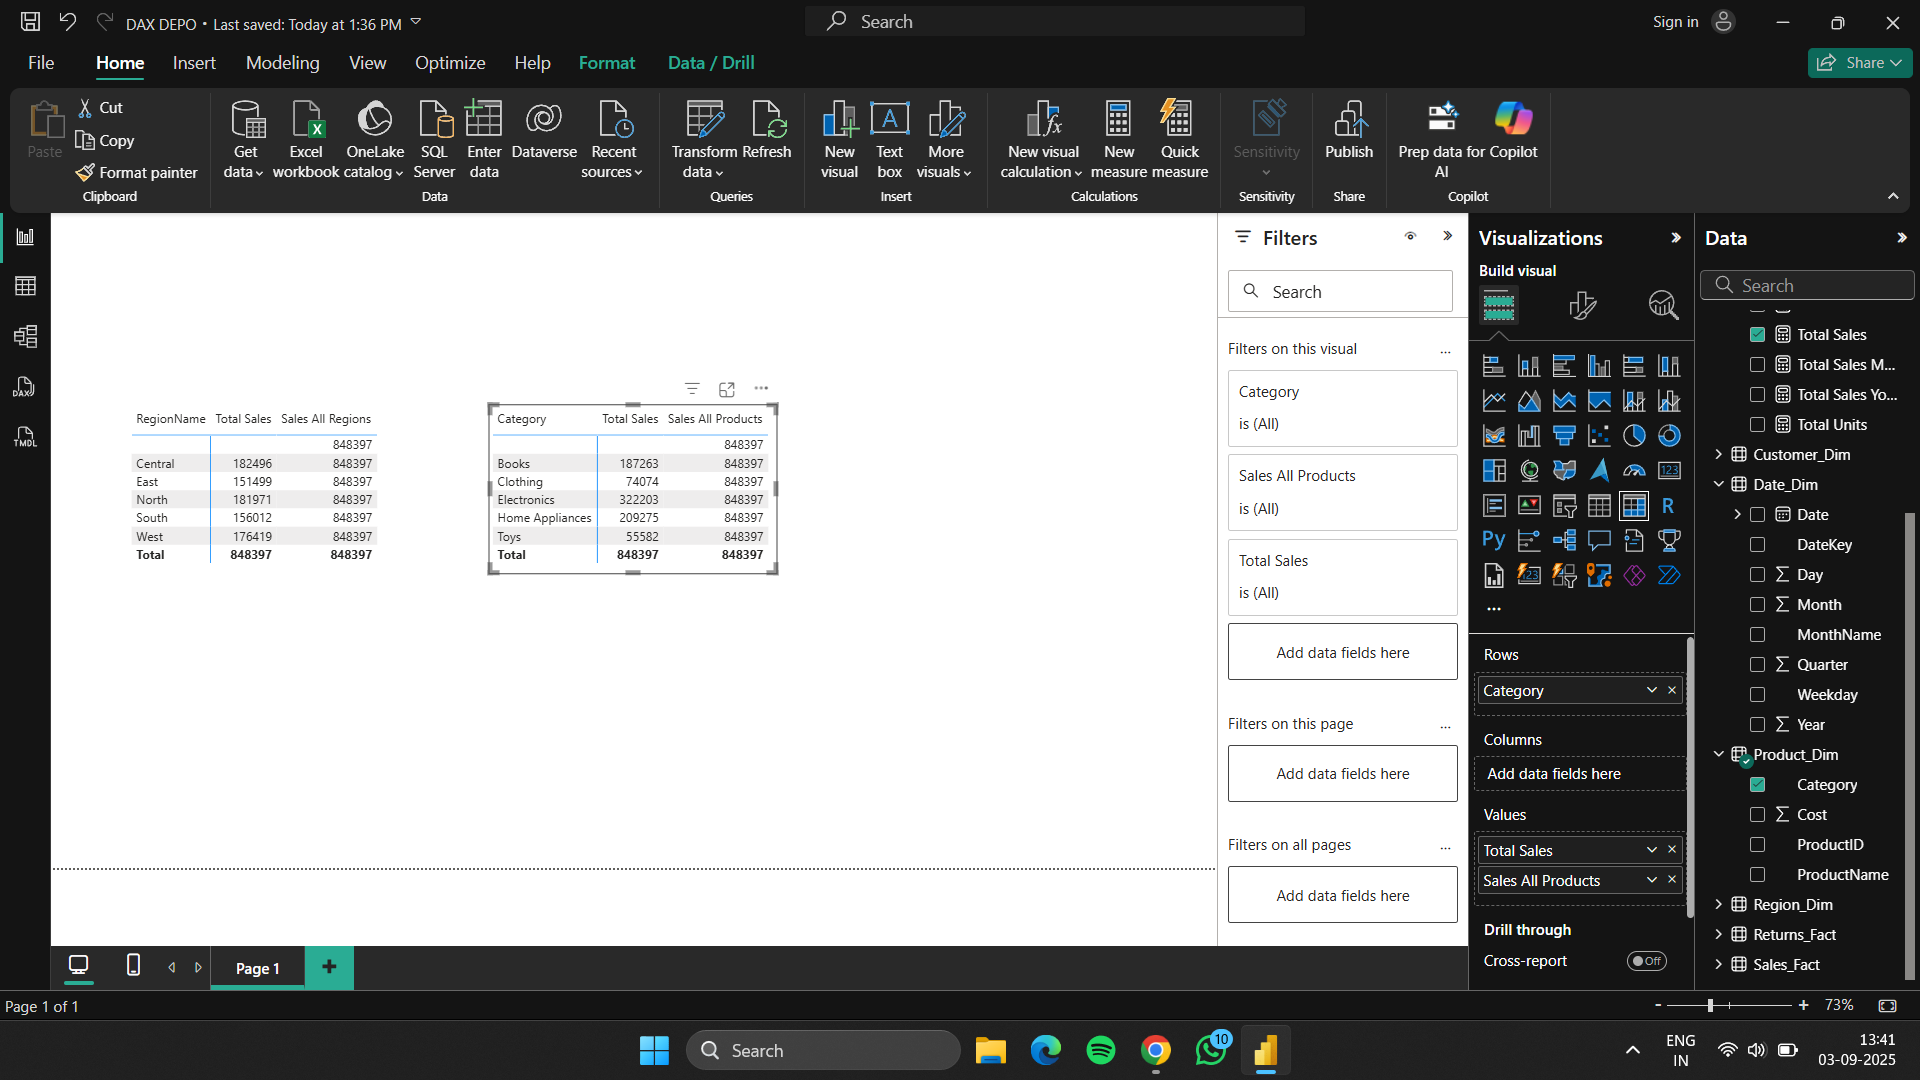 DAX DEPO • Last saved: Today at 1:36 PM
Search
Sign in
File Home Insert Modeling View Optimize Help Format Data / Drill
Share
Paste
Cut
Copy
Format painter
Clipboard
Get data
Excel workbook
OneLake catalog
SQL Server
Enter data
Dataverse
Recent sources
Data
Transform data
Refresh
Queries
New visual
Text box
More visuals
Insert
New visual calculation
New measure
Quick measure
Calculations
Sensitivity
Sensitivity
Publish
Share
Prep data for AI
Copilot
Copilot
DAX
TMDL
RegionName Total Sales Sales All Regions
848397
Central 182496 848397
East 151499 848397
North 181971 848397
South 156012 848397
West 176419 848397
Total 848397 848397
Category Total Sales Sales All Products
848397
Books 187263 848397
Clothing 74074 848397
Electronics 322203 848397
Home Appliances 209275 848397
Toys 55582 848397
Total 848397 848397
Filters
Search
Filters on this visual
Category
is (All)
Sales All Products
is (All)
Total Sales
is (All)
Add data fields here
Filters on this page
Add data fields here
Filters on all pages
Add data fields here
Visualizations
Build visual
123
R
Py
123
Rows
Category
Columns
Add data fields here
Values
Total Sales
Sales All Products
Drill through
Cross-report
Off
Data
Search
Total Sales
Total Sales M...
Total Sales Yo...
Total Units
Customer_Dim
Date_Dim
Date
DateKey
Day
Month
MonthName
Quarter
Weekday
Year
Product_Dim
Category
Cost
ProductID
ProductName
Region_Dim
Returns_Fact
Sales_Fact
Page 1
Page 1 of 1
- + 73%
Search
10
ENG
IN
13:41
03-09-2025